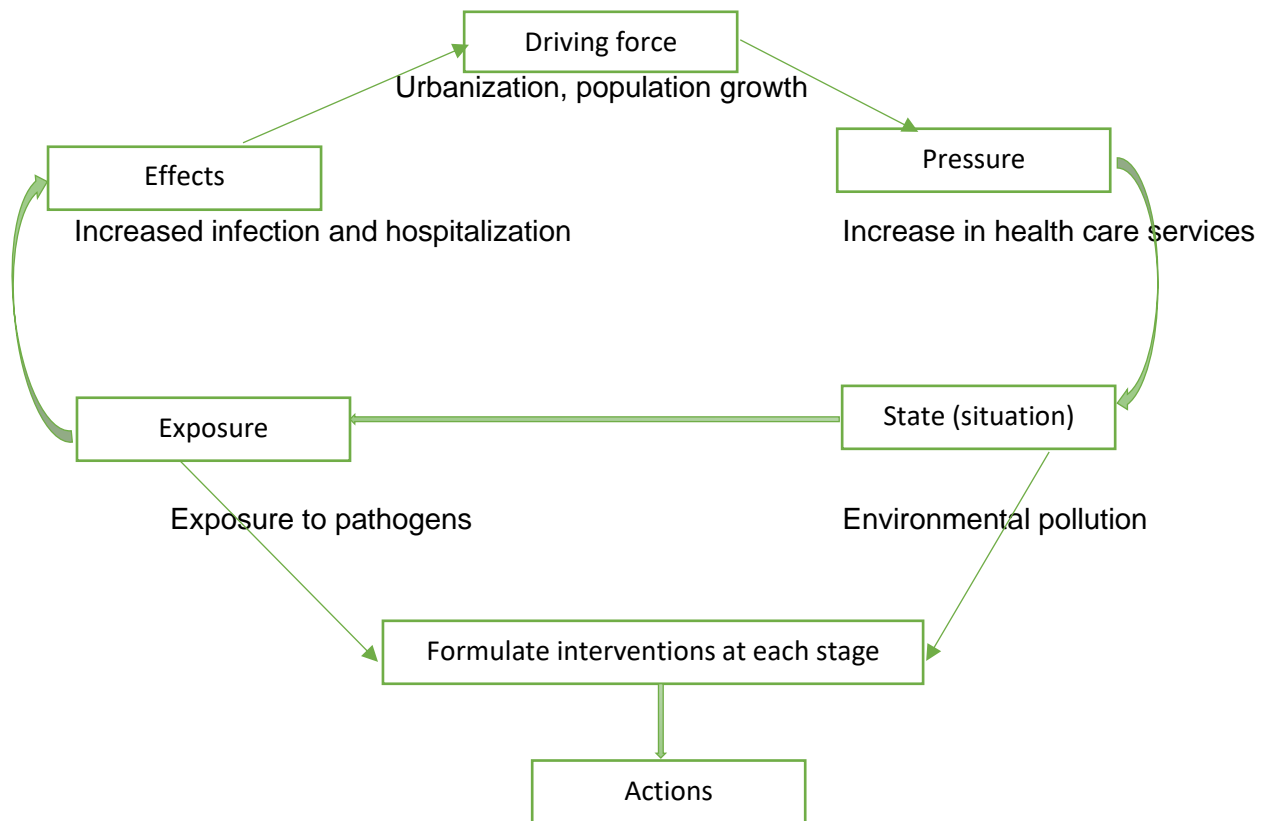 Driving force
Urbanization, population growth
Pressure
Effects
Increased infection and hospitalization
Increase in health care services
Exposure
State (situation)
Exposure to pathogens
Environmental pollution
Formulate interventions at each stage
Actions